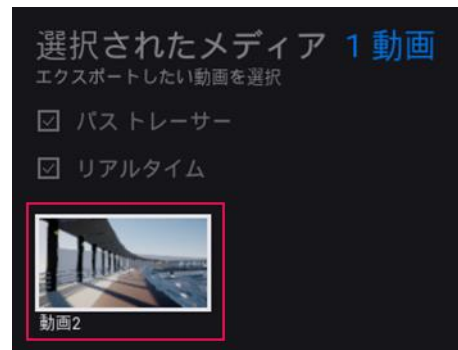 選択されたメディア 1 動画
エクスポートしたい動画を選択
パストレーサー
リアルタイム
動画2